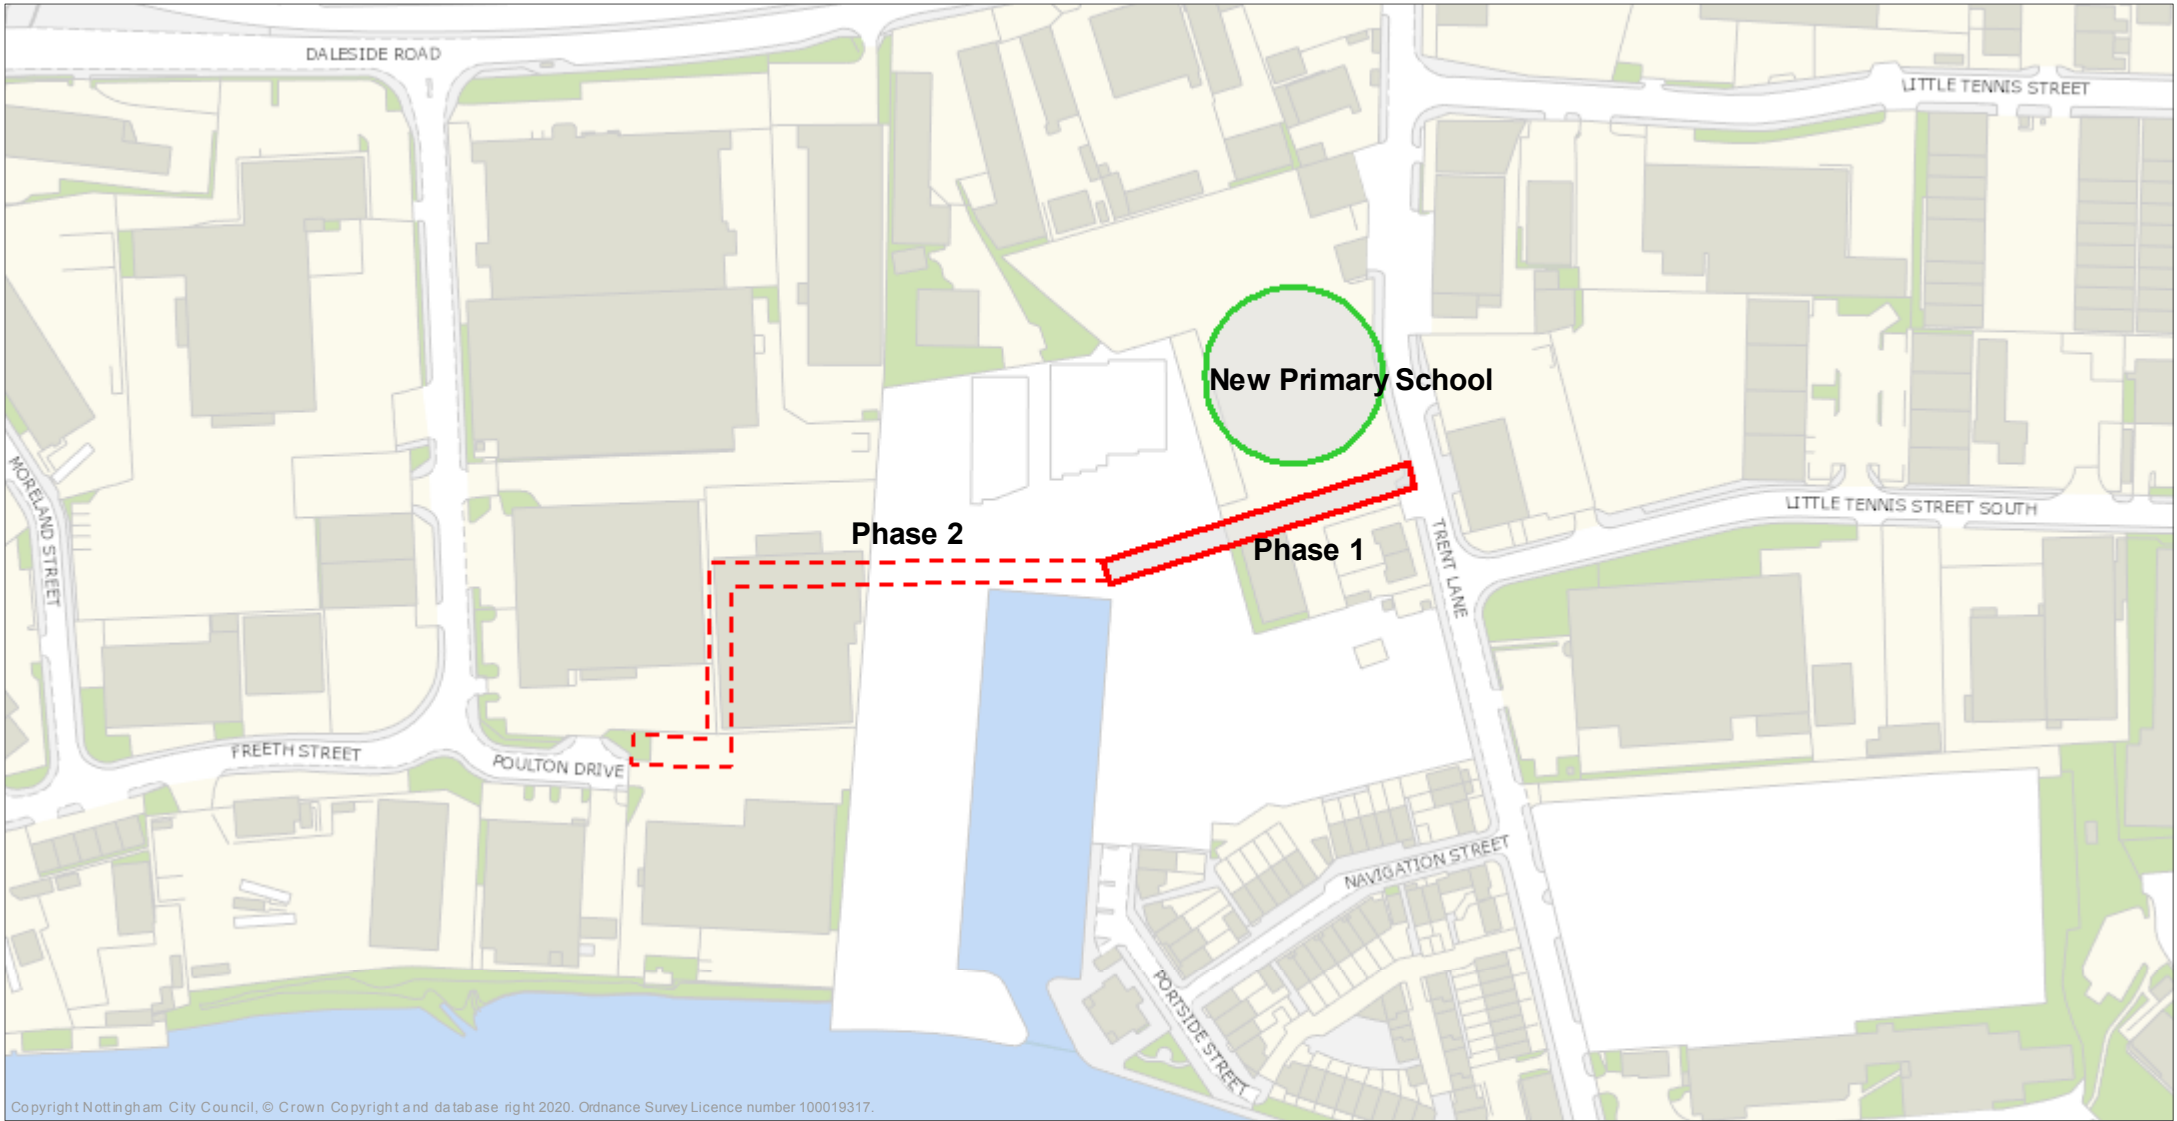 DALESIDE ROAD
LITTLE TENNIS STREET
New Primary School
MORELAND STREET
LITTLE TENNIS STREET SOUTH
Phase 2
Phase 1
TRENT LANE
FREETH STREET
POULTON DRIVE
NAVIGATION STREET
PORTSIDE STREET
Copyright Nottingham City Council, © Crown Copyright and database right 2020. Ordnance Survey Licence number 100019317.